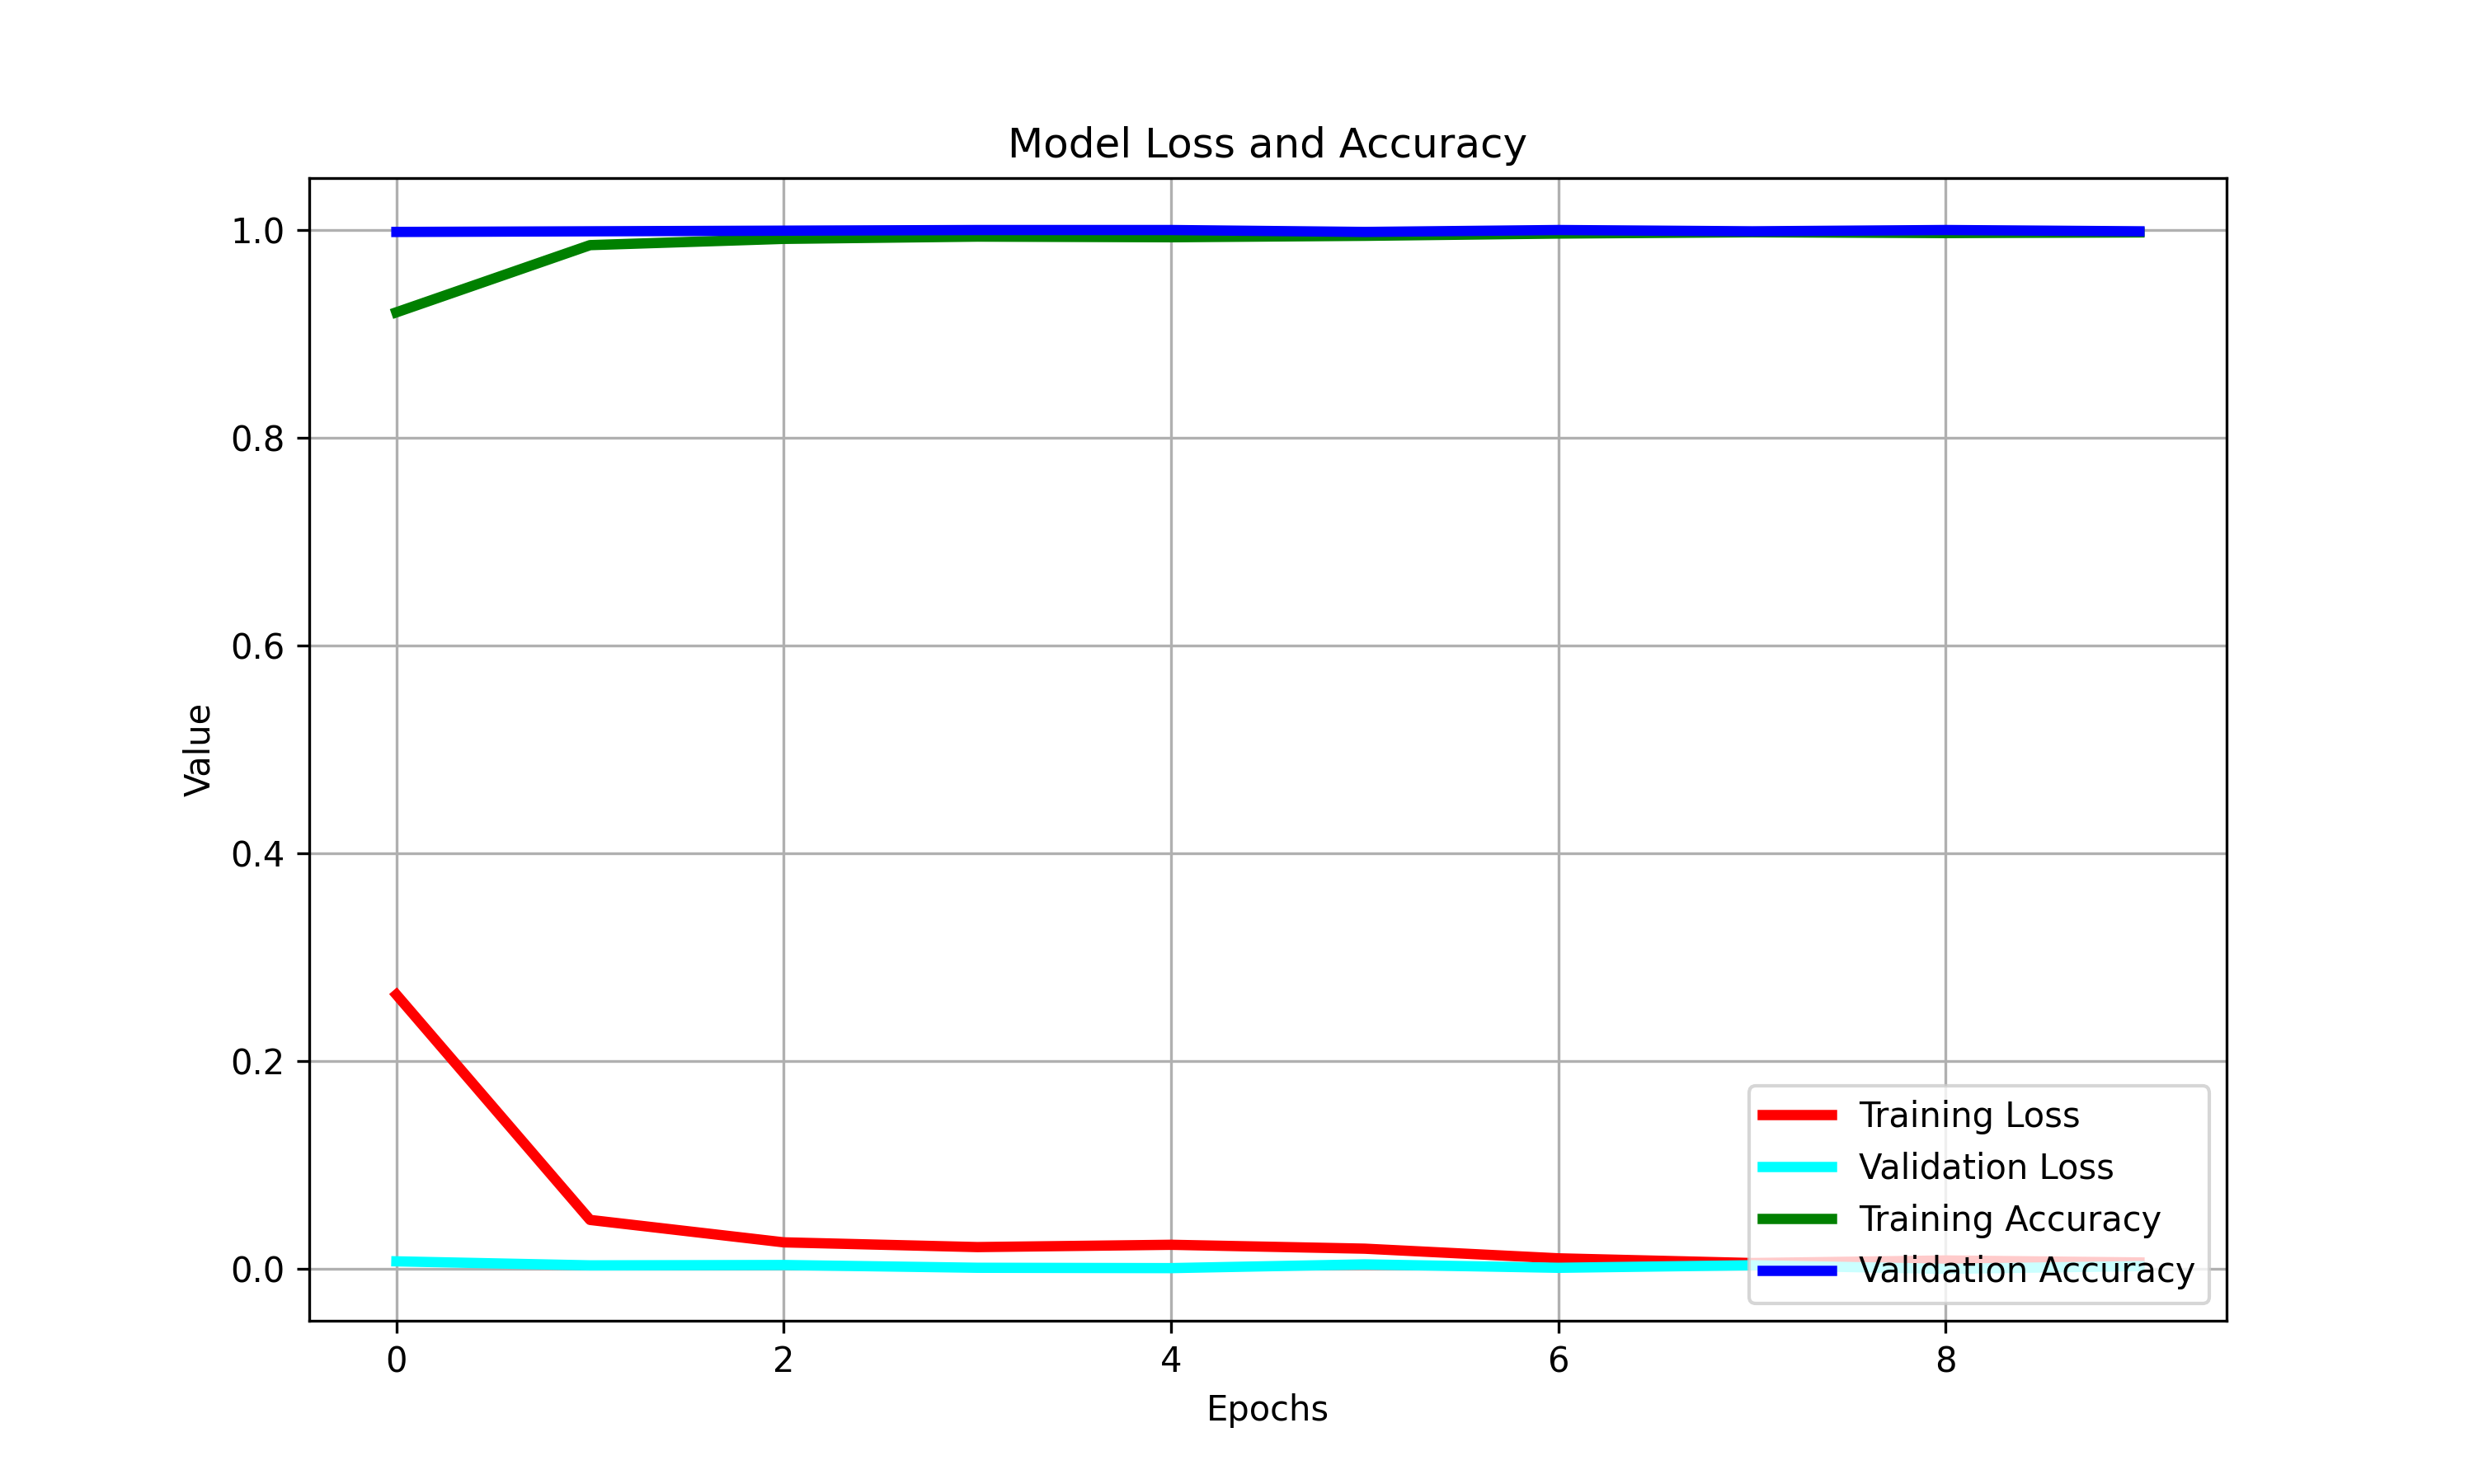 Model Loss and Accuracy
1.0
0.8
0.6
0.4
0.2
0.0
Value
Training Loss
Validation Loss
Training Accuracy
Validation Accuracy
0 2 4 6 8
Epochs